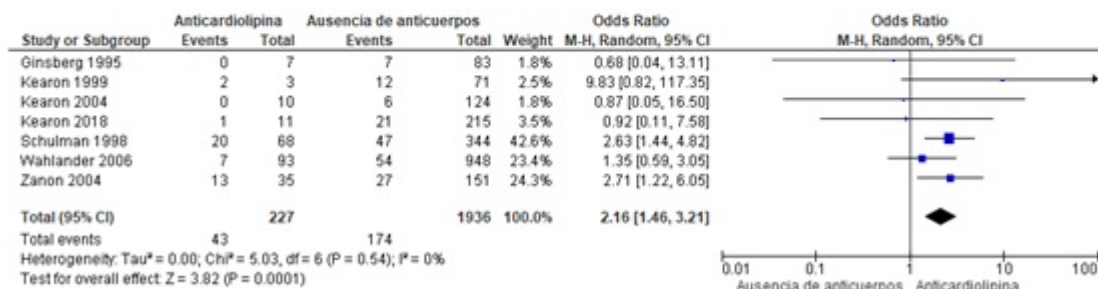 Anticardiolipina Ausencia de anticuerpos Odds Ratio Odds Ratio
Study or Subgroup Events Total Events Total Weight M-H, Random, 95% CI M-H, Random, 95% CI
Ginsberg 1995 0 7 7 83 1.8% 0.68 [0.04, 13.11]
Kearon 1999 2 3 12 71 2.5% 9.83 [0.82, 117.35]
Kearon 2004 0 10 6 124 1.8% 0.87 [0.05, 16.50]
Kearon 2018 1 11 21 215 3.5% 0.92 [0.11, 7.58]
Schulman 1998 20 68 47 344 42.6% 2.63 [1.44, 4.82]
Wahlander 2006 7 93 54 948 23.4% 1.35 [0.59, 3.05]
Zanon 2004 13 35 27 151 24.3% 2.71 [1.22, 6.05]
Total (95% CI) 227 1936 100.0% 2.16 [1.46, 3.21]
Total events 43 174
Heterogeneity: Tau² = 0.00; Chi² = 5.03, df = 6 (P = 0.54); I² = 0%
Test for overall effect: Z = 3.82 (P = 0.0001)
0.01 0.1 1 10 100
Ausencia de anticuerpos Anticardiolipina